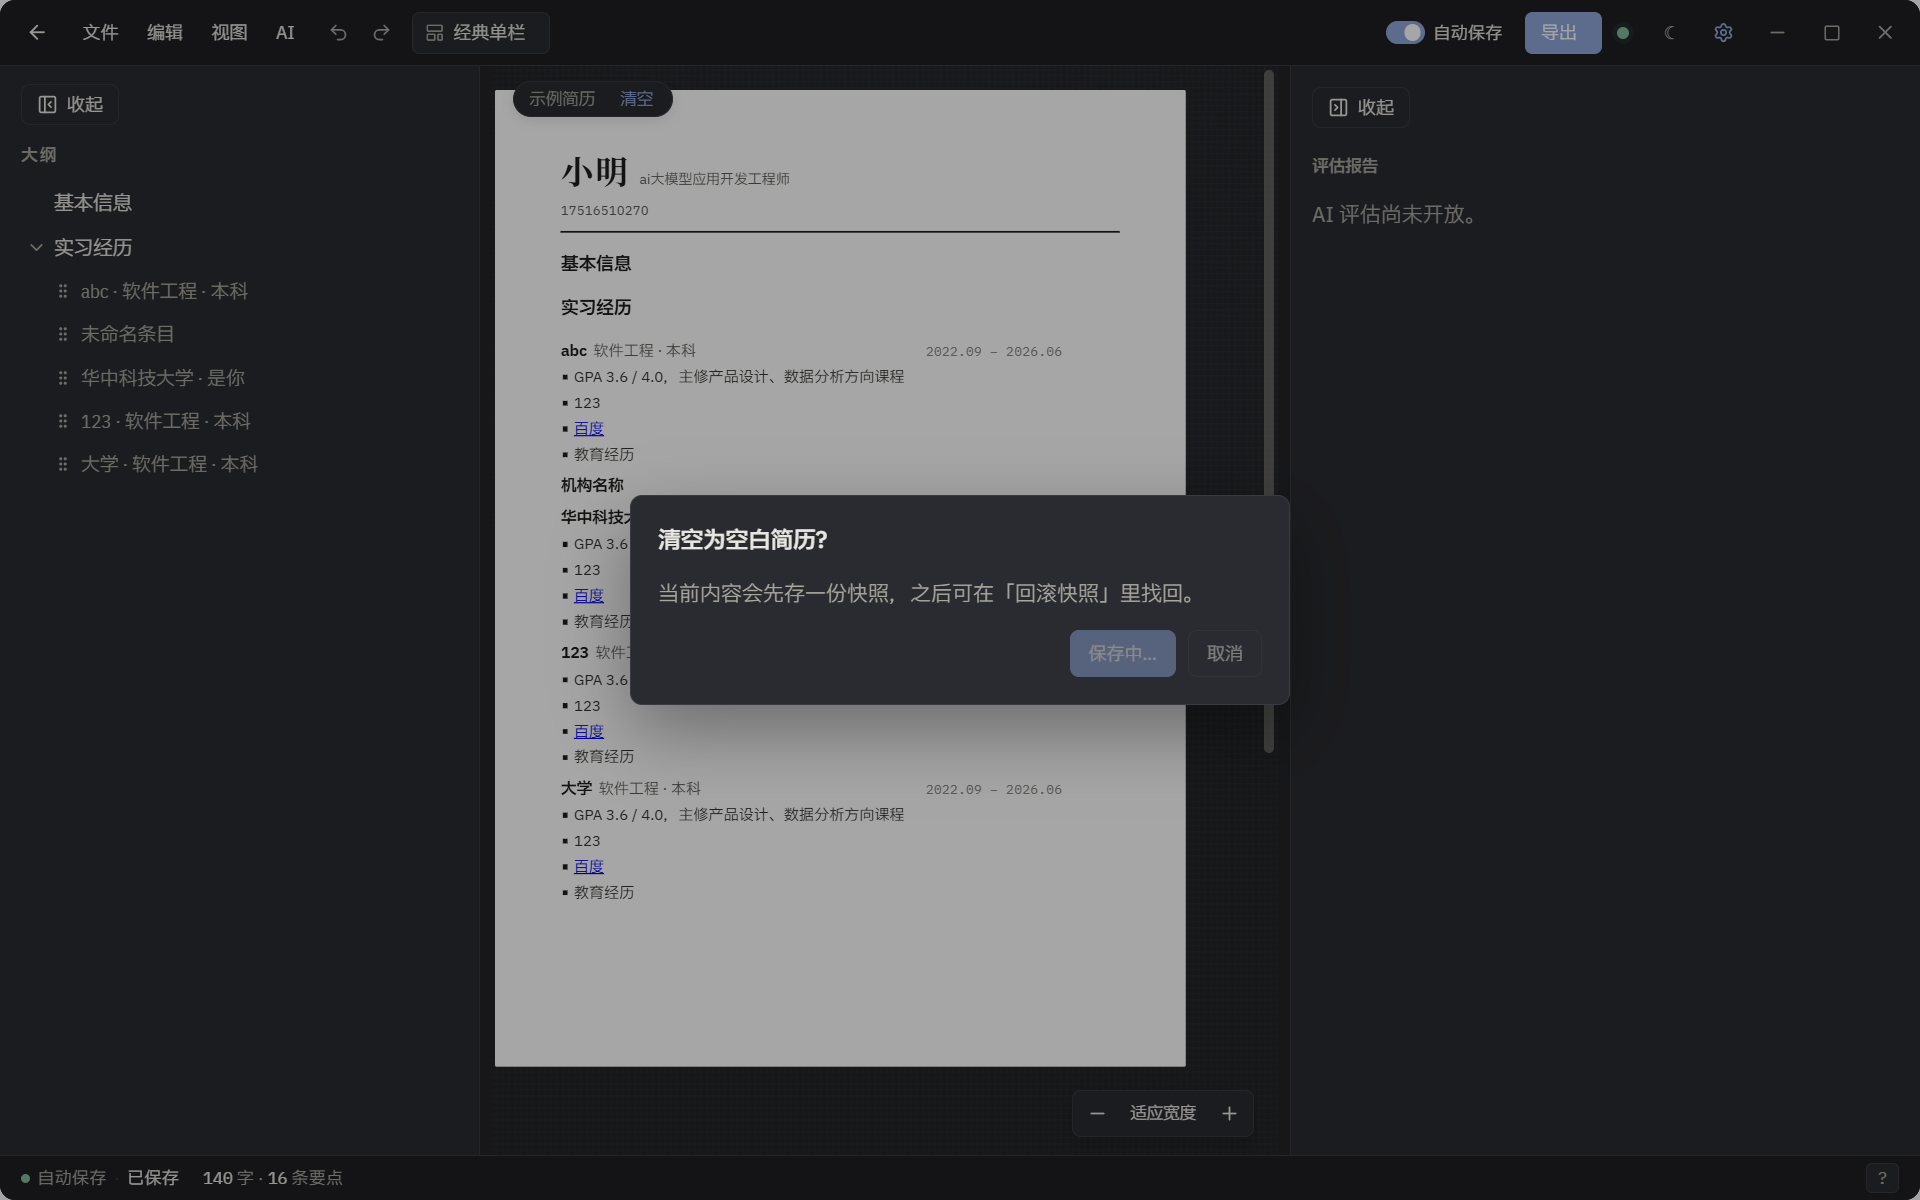 文件 编辑 视图 AI 经典单栏 自动保存 导出
收起
大纲
基本信息
实习经历
abc · 软件工程 · 本科
未命名条目
华中科技大学 · 是你
123 · 软件工程 · 本科
大学 · 软件工程 · 本科
示例简历 清空
小明 ai大模型应用开发工程师
17516510270
基本信息
实习经历
abc 软件工程 · 本科 2022.09 – 2026.06
▪ GPA 3.6 / 4.0，主修产品设计、数据分析方向课程
▪ 123
▪ 百度
▪ 教育经历
机构名称
华中科技
▪ GPA 3.6
▪ 123
▪ 百度
▪ 教育经历
123 软件
▪ GPA 3.6
▪ 123
▪ 百度
▪ 教育经历
大学 软件工程 · 本科 2022.09 – 2026.06
▪ GPA 3.6 / 4.0，主修产品设计、数据分析方向课程
▪ 123
▪ 百度
▪ 教育经历
清空为空白简历?
当前内容会先存一份快照，之后可在「回滚快照」里找回。
保存中... 取消
− 适应宽度 +
收起
评估报告
AI 评估尚未开放。
自动保存 · 已保存 140 字 · 16 条要点 ?